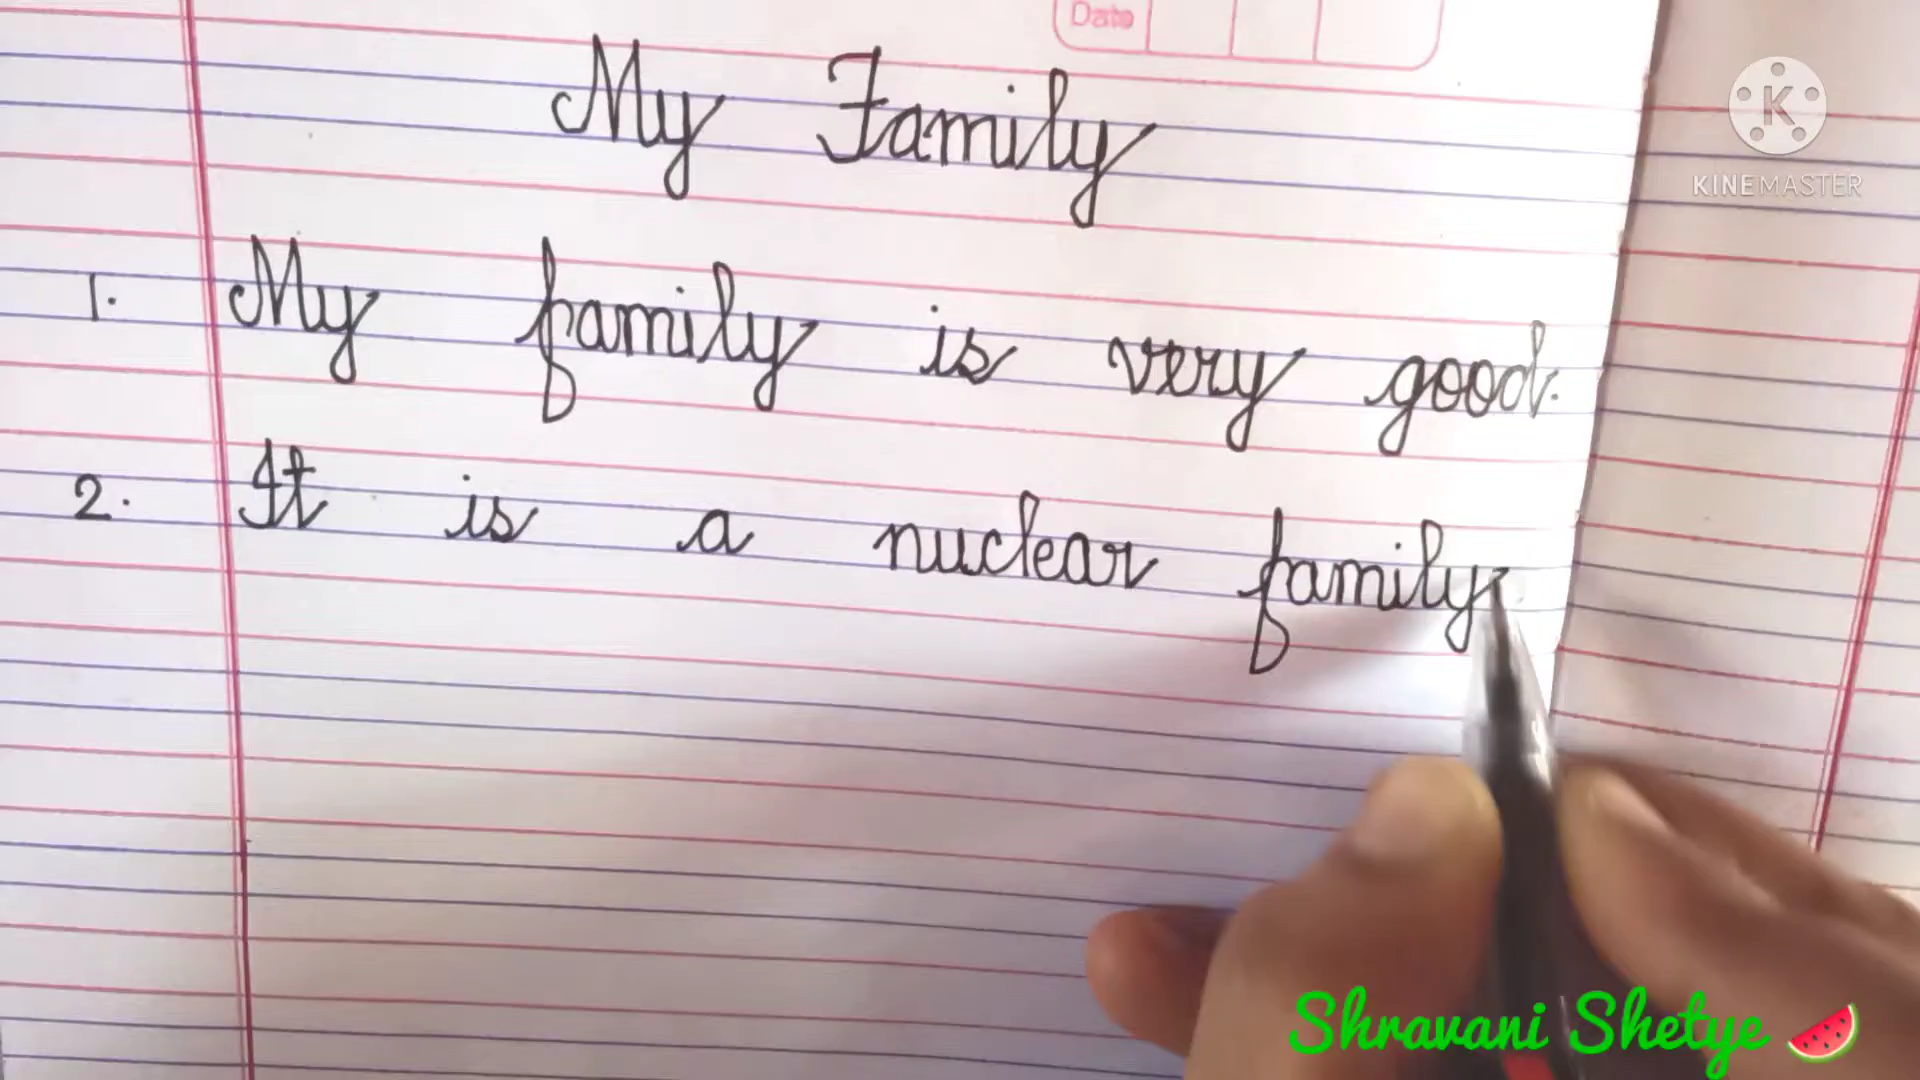 Date
My Family
KINEMASTER
1. My family is very good.
2. It is a nuclear family
Shravani Shetye